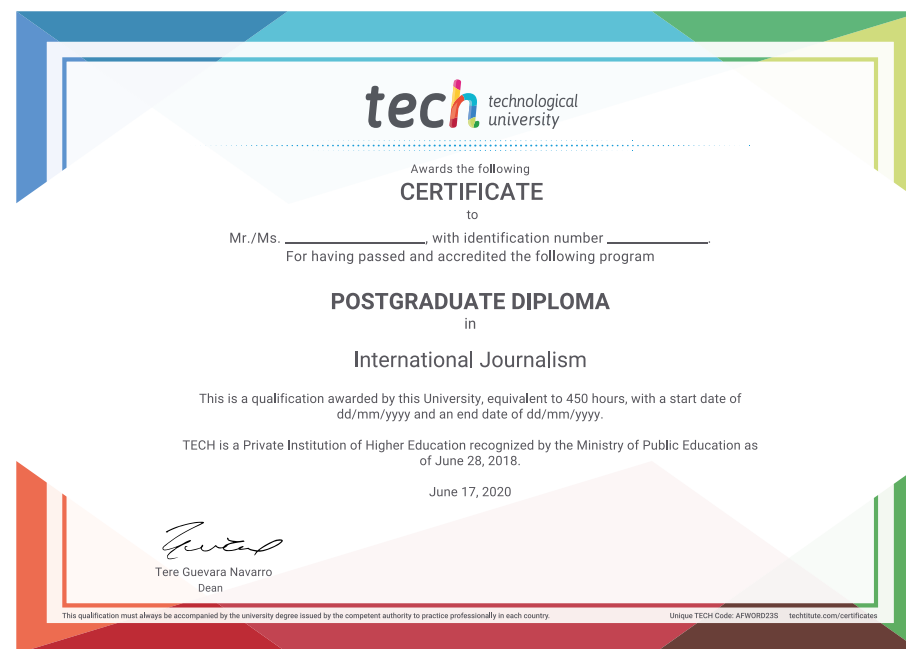 tech technological
university
Awards the following
CERTIFICATE
to
Mr./Ms. ____________, with identification number ____________.
For having passed and accredited the following program
POSTGRADUATE DIPLOMA
in
International Journalism
This is a qualification awarded by this University, equivalent to 450 hours, with a start date of
dd/mm/yyyy and an end date of dd/mm/yyyy.
TECH is a Private Institution of Higher Education recognized by the Ministry of Public Education as
of June 28, 2018.
June 17, 2020
Tere Guevara Navarro
Dean
This qualification must always be accompanied by the university degree issued by the competent authority to practice professionally in each country. Unique TECH Code: AFWORD23S techtitute.com/certificates